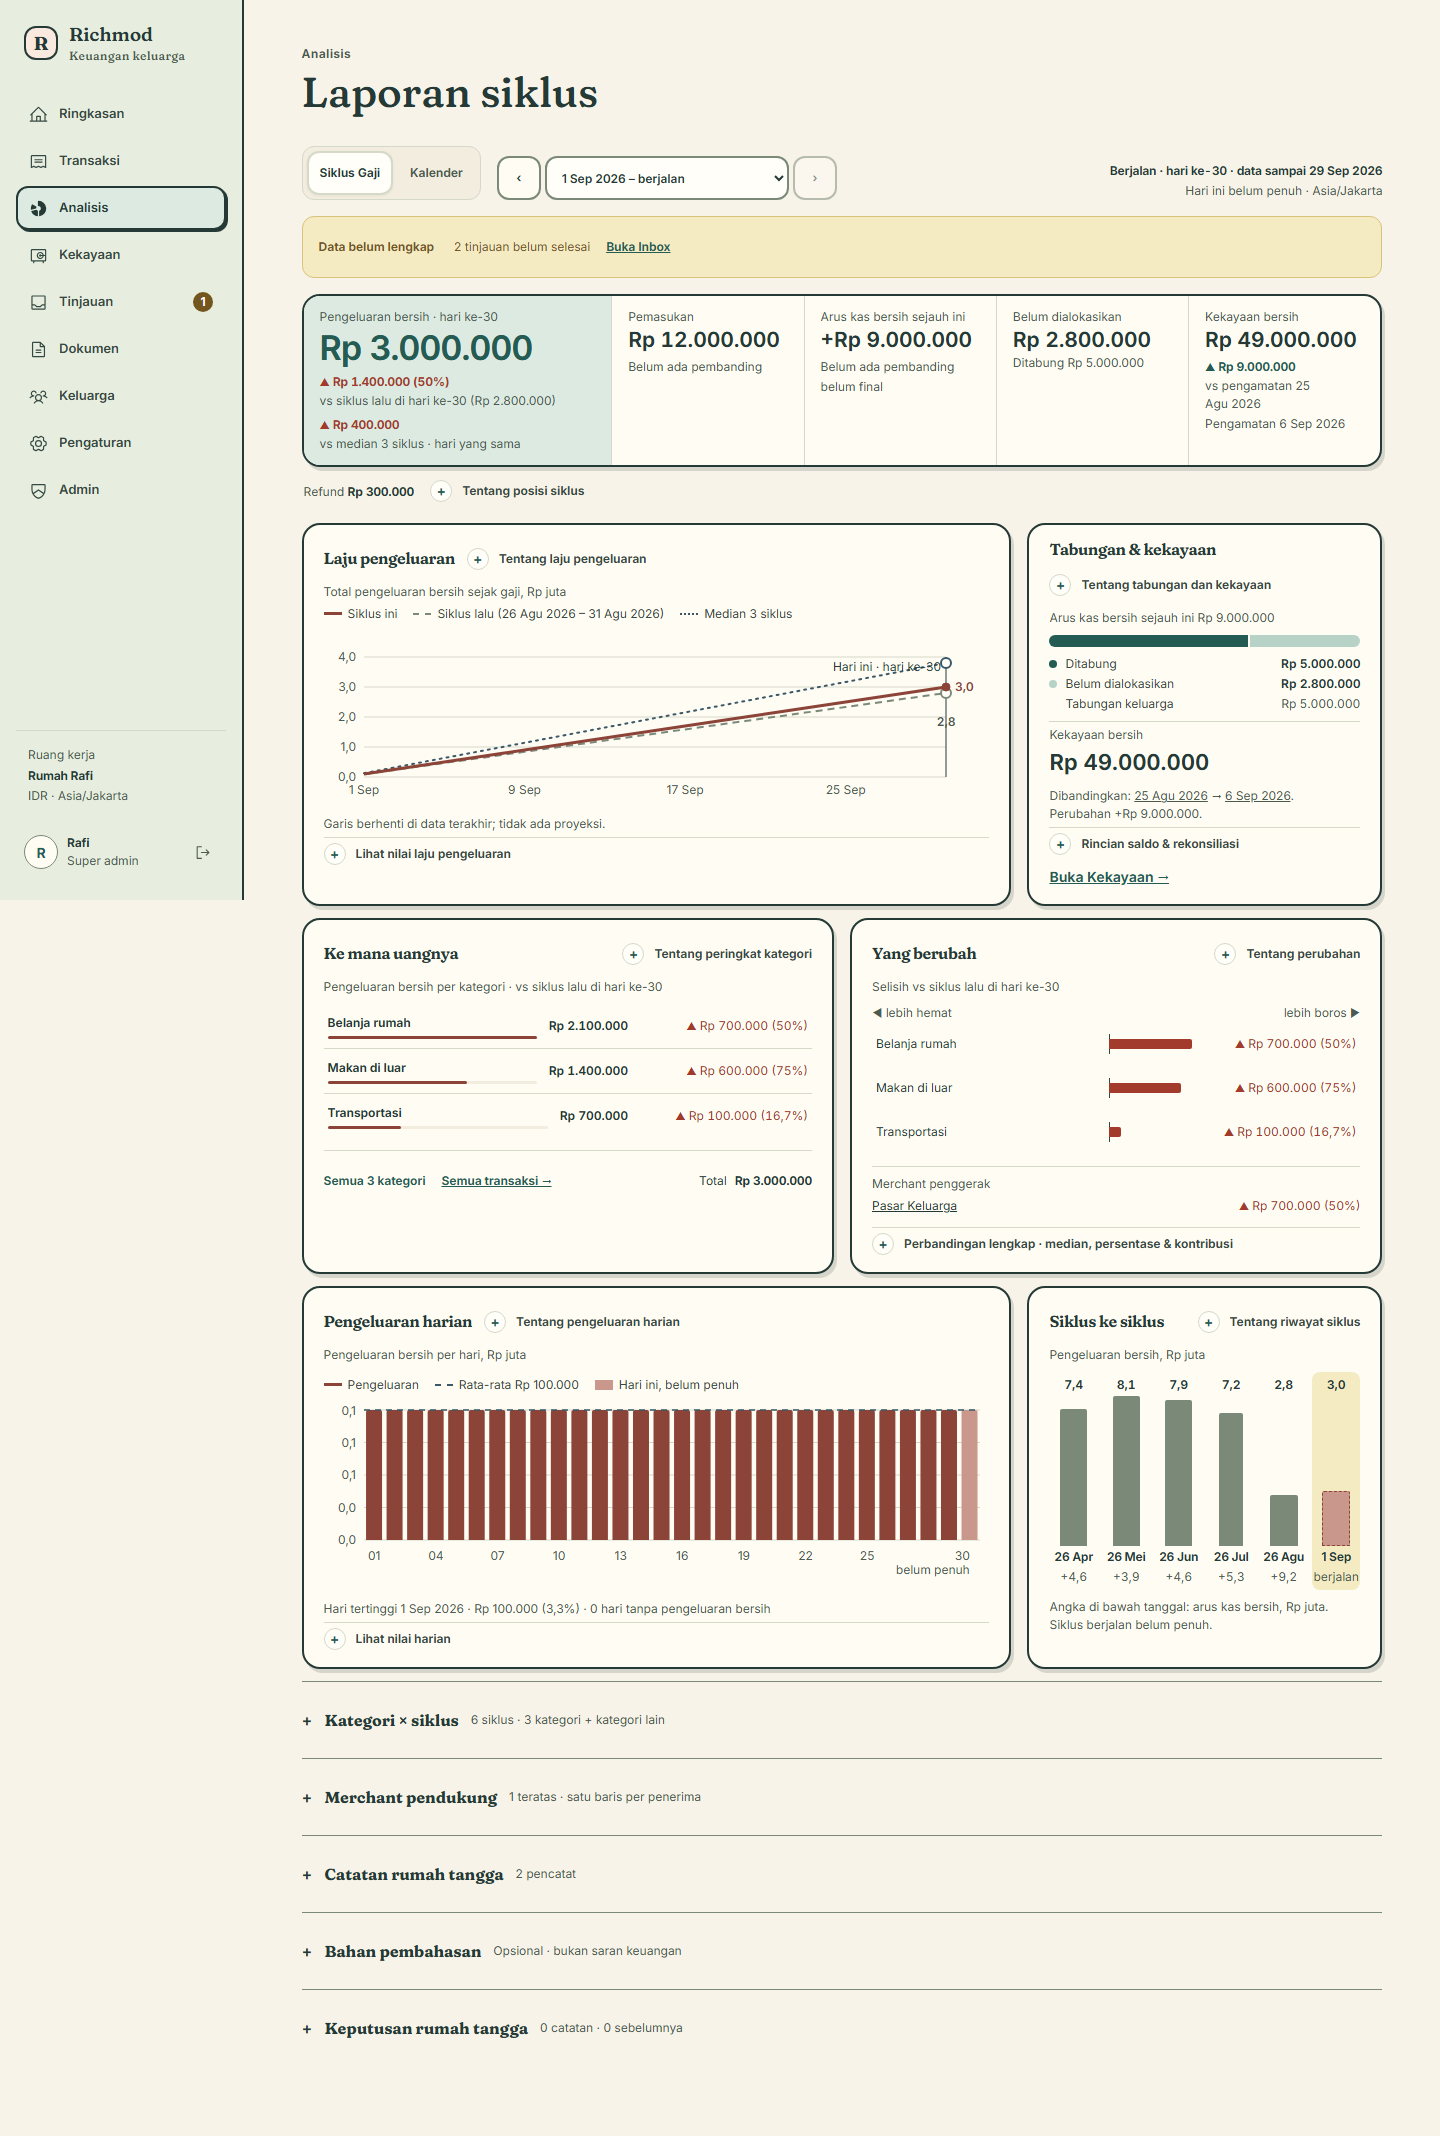 R
Richmod
Keuangan keluarga
Ringkasan
Transaksi
Analisis
Kekayaan
Tinjauan 1
Dokumen
Keluarga
Pengaturan
Admin
Ruang kerja
Rumah Rafi
IDR · Asia/Jakarta
R
Rafi
Super admin
Analisis
Laporan siklus
Siklus Gaji Kalender ‹ 1 Sep 2026 – berjalan ›
Berjalan · hari ke-30 · data sampai 29 Sep 2026
Hari ini belum penuh · Asia/Jakarta
Data belum lengkap 2 tinjauan belum selesai Buka Inbox
Pengeluaran bersih · hari ke-30
Rp 3.000.000
▲ Rp 1.400.000 (50%)
vs siklus lalu di hari ke-30 (Rp 2.800.000)
▲ Rp 400.000
vs median 3 siklus · hari yang sama
Pemasukan
Rp 12.000.000
Belum ada pembanding
Arus kas bersih sejauh ini
+Rp 9.000.000
Belum ada pembanding
belum final
Belum dialokasikan
Rp 2.800.000
Ditabung Rp 5.000.000
Kekayaan bersih
Rp 49.000.000
▲ Rp 9.000.000
vs pengamatan 25
Agu 2026
Pengamatan 6 Sep 2026
Refund Rp 300.000 + Tentang posisi siklus
Laju pengeluaran + Tentang laju pengeluaran
Total pengeluaran bersih sejak gaji, Rp juta
Siklus ini Siklus lalu (26 Agu 2026 – 31 Agu 2026) Median 3 siklus
4,0
Hari ini · hari ke-30
3,0
3,0
2,0
2,8
1,0
0,0
1 Sep 9 Sep 17 Sep 25 Sep
Garis berhenti di data terakhir; tidak ada proyeksi.
+ Lihat nilai laju pengeluaran
Tabungan & kekayaan
+ Tentang tabungan dan kekayaan
Arus kas bersih sejauh ini Rp 9.000.000
Ditabung Rp 5.000.000
Belum dialokasikan Rp 2.800.000
Tabungan keluarga Rp 5.000.000
Kekayaan bersih
Rp 49.000.000
Dibandingkan: 25 Agu 2026 → 6 Sep 2026.
Perubahan +Rp 9.000.000.
+ Rincian saldo & rekonsiliasi
Buka Kekayaan →
Ke mana uangnya + Tentang peringkat kategori
Pengeluaran bersih per kategori · vs siklus lalu di hari ke-30
Belanja rumah Rp 2.100.000 ▲ Rp 700.000 (50%)
Makan di luar Rp 1.400.000 ▲ Rp 600.000 (75%)
Transportasi Rp 700.000 ▲ Rp 100.000 (16,7%)
Semua 3 kategori Semua transaksi → Total Rp 3.000.000
Yang berubah + Tentang perubahan
Selisih vs siklus lalu di hari ke-30
◀ lebih hemat lebih boros ▶
Belanja rumah ▲ Rp 700.000 (50%)
Makan di luar ▲ Rp 600.000 (75%)
Transportasi ▲ Rp 100.000 (16,7%)
Merchant penggerak
Pasar Keluarga ▲ Rp 700.000 (50%)
+ Perbandingan lengkap · median, persentase & kontribusi
Pengeluaran harian + Tentang pengeluaran harian
Pengeluaran bersih per hari, Rp juta
Pengeluaran Rata-rata Rp 100.000 Hari ini, belum penuh
0,1
0,1
0,1
0,0
0,0
01 04 07 10 13 16 19 22 25 30
belum penuh
Hari tertinggi 1 Sep 2026 · Rp 100.000 (3,3%) · 0 hari tanpa pengeluaran bersih
+ Lihat nilai harian
Siklus ke siklus + Tentang riwayat siklus
Pengeluaran bersih, Rp juta
7,4 8,1 7,9 7,2 2,8 3,0
26 Apr 26 Mei 26 Jun 26 Jul 26 Agu 1 Sep
+4,6 +3,9 +4,6 +5,3 +9,2 berjalan
Angka di bawah tanggal: arus kas bersih, Rp juta.
Siklus berjalan belum penuh.
+ Kategori × siklus 6 siklus · 3 kategori + kategori lain
+ Merchant pendukung 1 teratas · satu baris per penerima
+ Catatan rumah tangga 2 pencatat
+ Bahan pembahasan Opsional · bukan saran keuangan
+ Keputusan rumah tangga 0 catatan · 0 sebelumnya